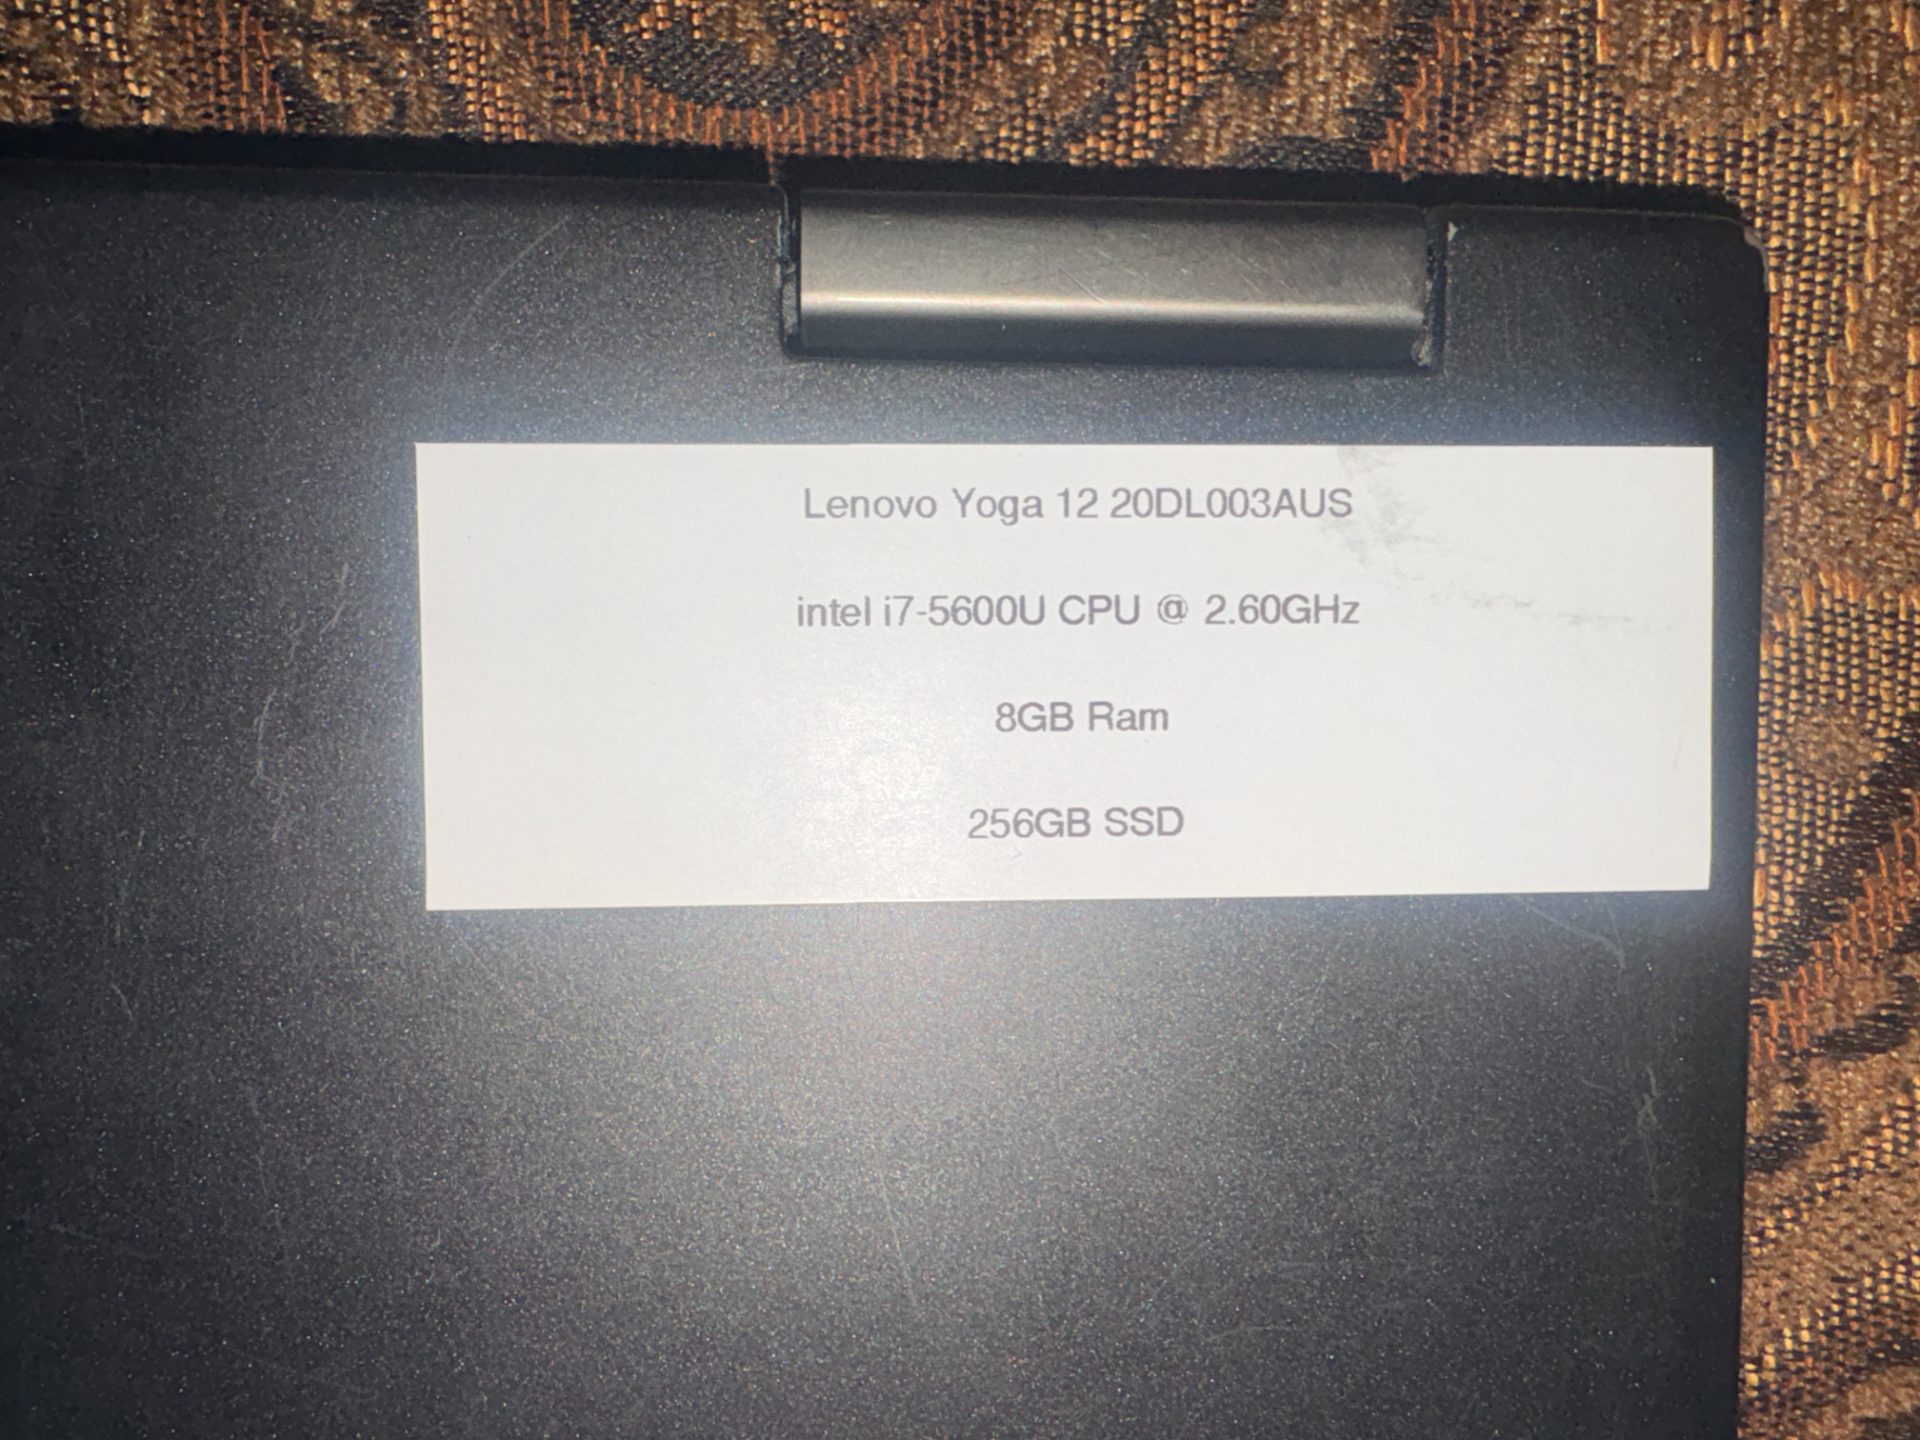 Lenovo Yoga 12 20DL003AUS
intel i7-5600U CPU @ 2.60GHz
8GB Ram
256GB SSD